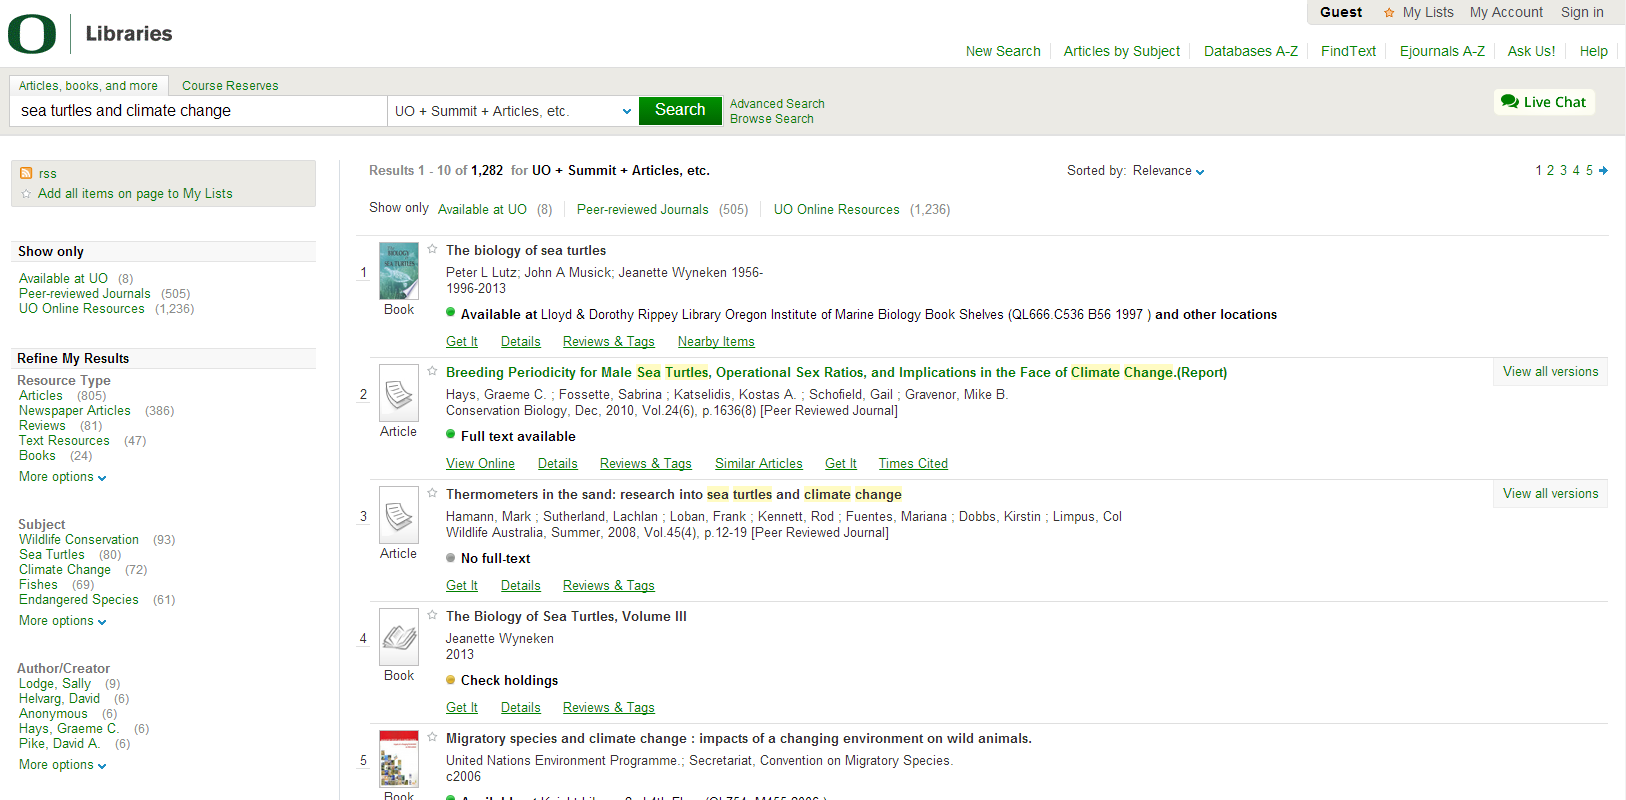 Guest My Lists My Account Sign in
Libraries
New Search Articles by Subject Databases A-Z FindText Ejournals A-Z Ask Us! Help
Articles, books, and more Course Reserves
sea turtles and climate change UO + Summit + Articles, etc. Search
Advanced Search
Browse Search
Live Chat
rss
Add all items on page to My Lists
Show only
Available at UO (8)
Peer-reviewed Journals (505)
UO Online Resources (1,236)
Refine My Results
Resource Type
Articles (805)
Newspaper Articles (386)
Reviews (81)
Text Resources (47)
Books (24)
More options
Subject
Wildlife Conservation (93)
Sea Turtles (80)
Climate Change (72)
Fishes (69)
Endangered Species (61)
More options
Author/Creator
Lodge, Sally (9)
Helvarg, David (6)
Anonymous (6)
Hays, Graeme C. (6)
Pike, David A. (6)
More options
Results 1 - 10 of 1,282 for UO + Summit + Articles, etc. Sorted by: Relevance 1 2 3 4 5
Show only Available at UO (8) Peer-reviewed Journals (505) UO Online Resources (1,236)
1
BIOLOGY
SEA TURTLES
Book
The biology of sea turtles
Peter L Lutz; John A Musick; Jeanette Wyneken 1956-
1996-2013
Available at Lloyd & Dorothy Rippey Library Oregon Institute of Marine Biology Book Shelves (QL666.C536 B56 1997 ) and other locations
Get It Details Reviews & Tags Nearby Items
2
Article
Breeding Periodicity for Male Sea Turtles, Operational Sex Ratios, and Implications in the Face of Climate Change.(Report)
View all versions
Hays, Graeme C. ; Fossette, Sabrina ; Katselidis, Kostas A. ; Schofield, Gail ; Gravenor, Mike B.
Conservation Biology, Dec, 2010, Vol.24(6), p.1636(8) [Peer Reviewed Journal]
Full text available
View Online Details Reviews & Tags Similar Articles Get It Times Cited
3
Article
Thermometers in the sand: research into sea turtles and climate change
View all versions
Hamann, Mark ; Sutherland, Lachlan ; Loban, Frank ; Kennett, Rod ; Fuentes, Mariana ; Dobbs, Kirstin ; Limpus, Col
Wildlife Australia, Summer, 2008, Vol.45(4), p.12-19 [Peer Reviewed Journal]
No full-text
Get It Details Reviews & Tags
4
Book
The Biology of Sea Turtles, Volume III
Jeanette Wyneken
2013
Check holdings
Get It Details Reviews & Tags
5
Book
Migratory species and climate change : impacts of a changing environment on wild animals.
United Nations Environment Programme.; Secretariat, Convention on Migratory Species.
c2006